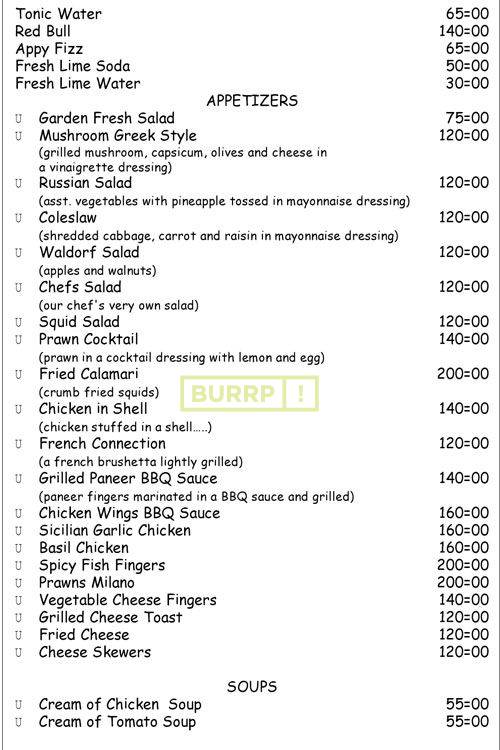 Tonic Water 65=00
Red Bull 140=00
Appy Fizz 65=00
Fresh Lime Soda 50=00
Fresh Lime Water 30=00
APPETIZERS
U Garden Fresh Salad 75=00
U Mushroom Greek Style 120=00
(grilled mushroom, capsicum, olives and cheese in
a vinaigrette dressing)
U Russian Salad 120=00
(asst. vegetables with pineapple tossed in mayonnaise dressing)
U Coleslaw 120=00
(shredded cabbage, carrot and raisin in mayonnaise dressing)
U Waldorf Salad 120=00
(apples and walnuts)
U Chefs Salad 120=00
(our chef's very own salad)
U Squid Salad 120=00
U Prawn Cocktail 140=00
(prawn in a cocktail dressing with lemon and egg)
U Fried Calamari 200=00
(crumb fried squids)
BURRP!
U Chicken in Shell 140=00
(chicken stuffed in a shell.....)
U French Connection 120=00
(a french brushetta lightly grilled)
U Grilled Paneer BBQ Sauce 140=00
(paneer fingers marinated in a BBQ sauce and grilled)
U Chicken Wings BBQ Sauce 160=00
U Sicilian Garlic Chicken 160=00
U Basil Chicken 160=00
U Spicy Fish Fingers 200=00
U Prawns Milano 200=00
U Vegetable Cheese Fingers 140=00
U Grilled Cheese Toast 120=00
U Fried Cheese 120=00
U Cheese Skewers 120=00
SOUPS
U Cream of Chicken Soup 55=00
U Cream of Tomato Soup 55=00